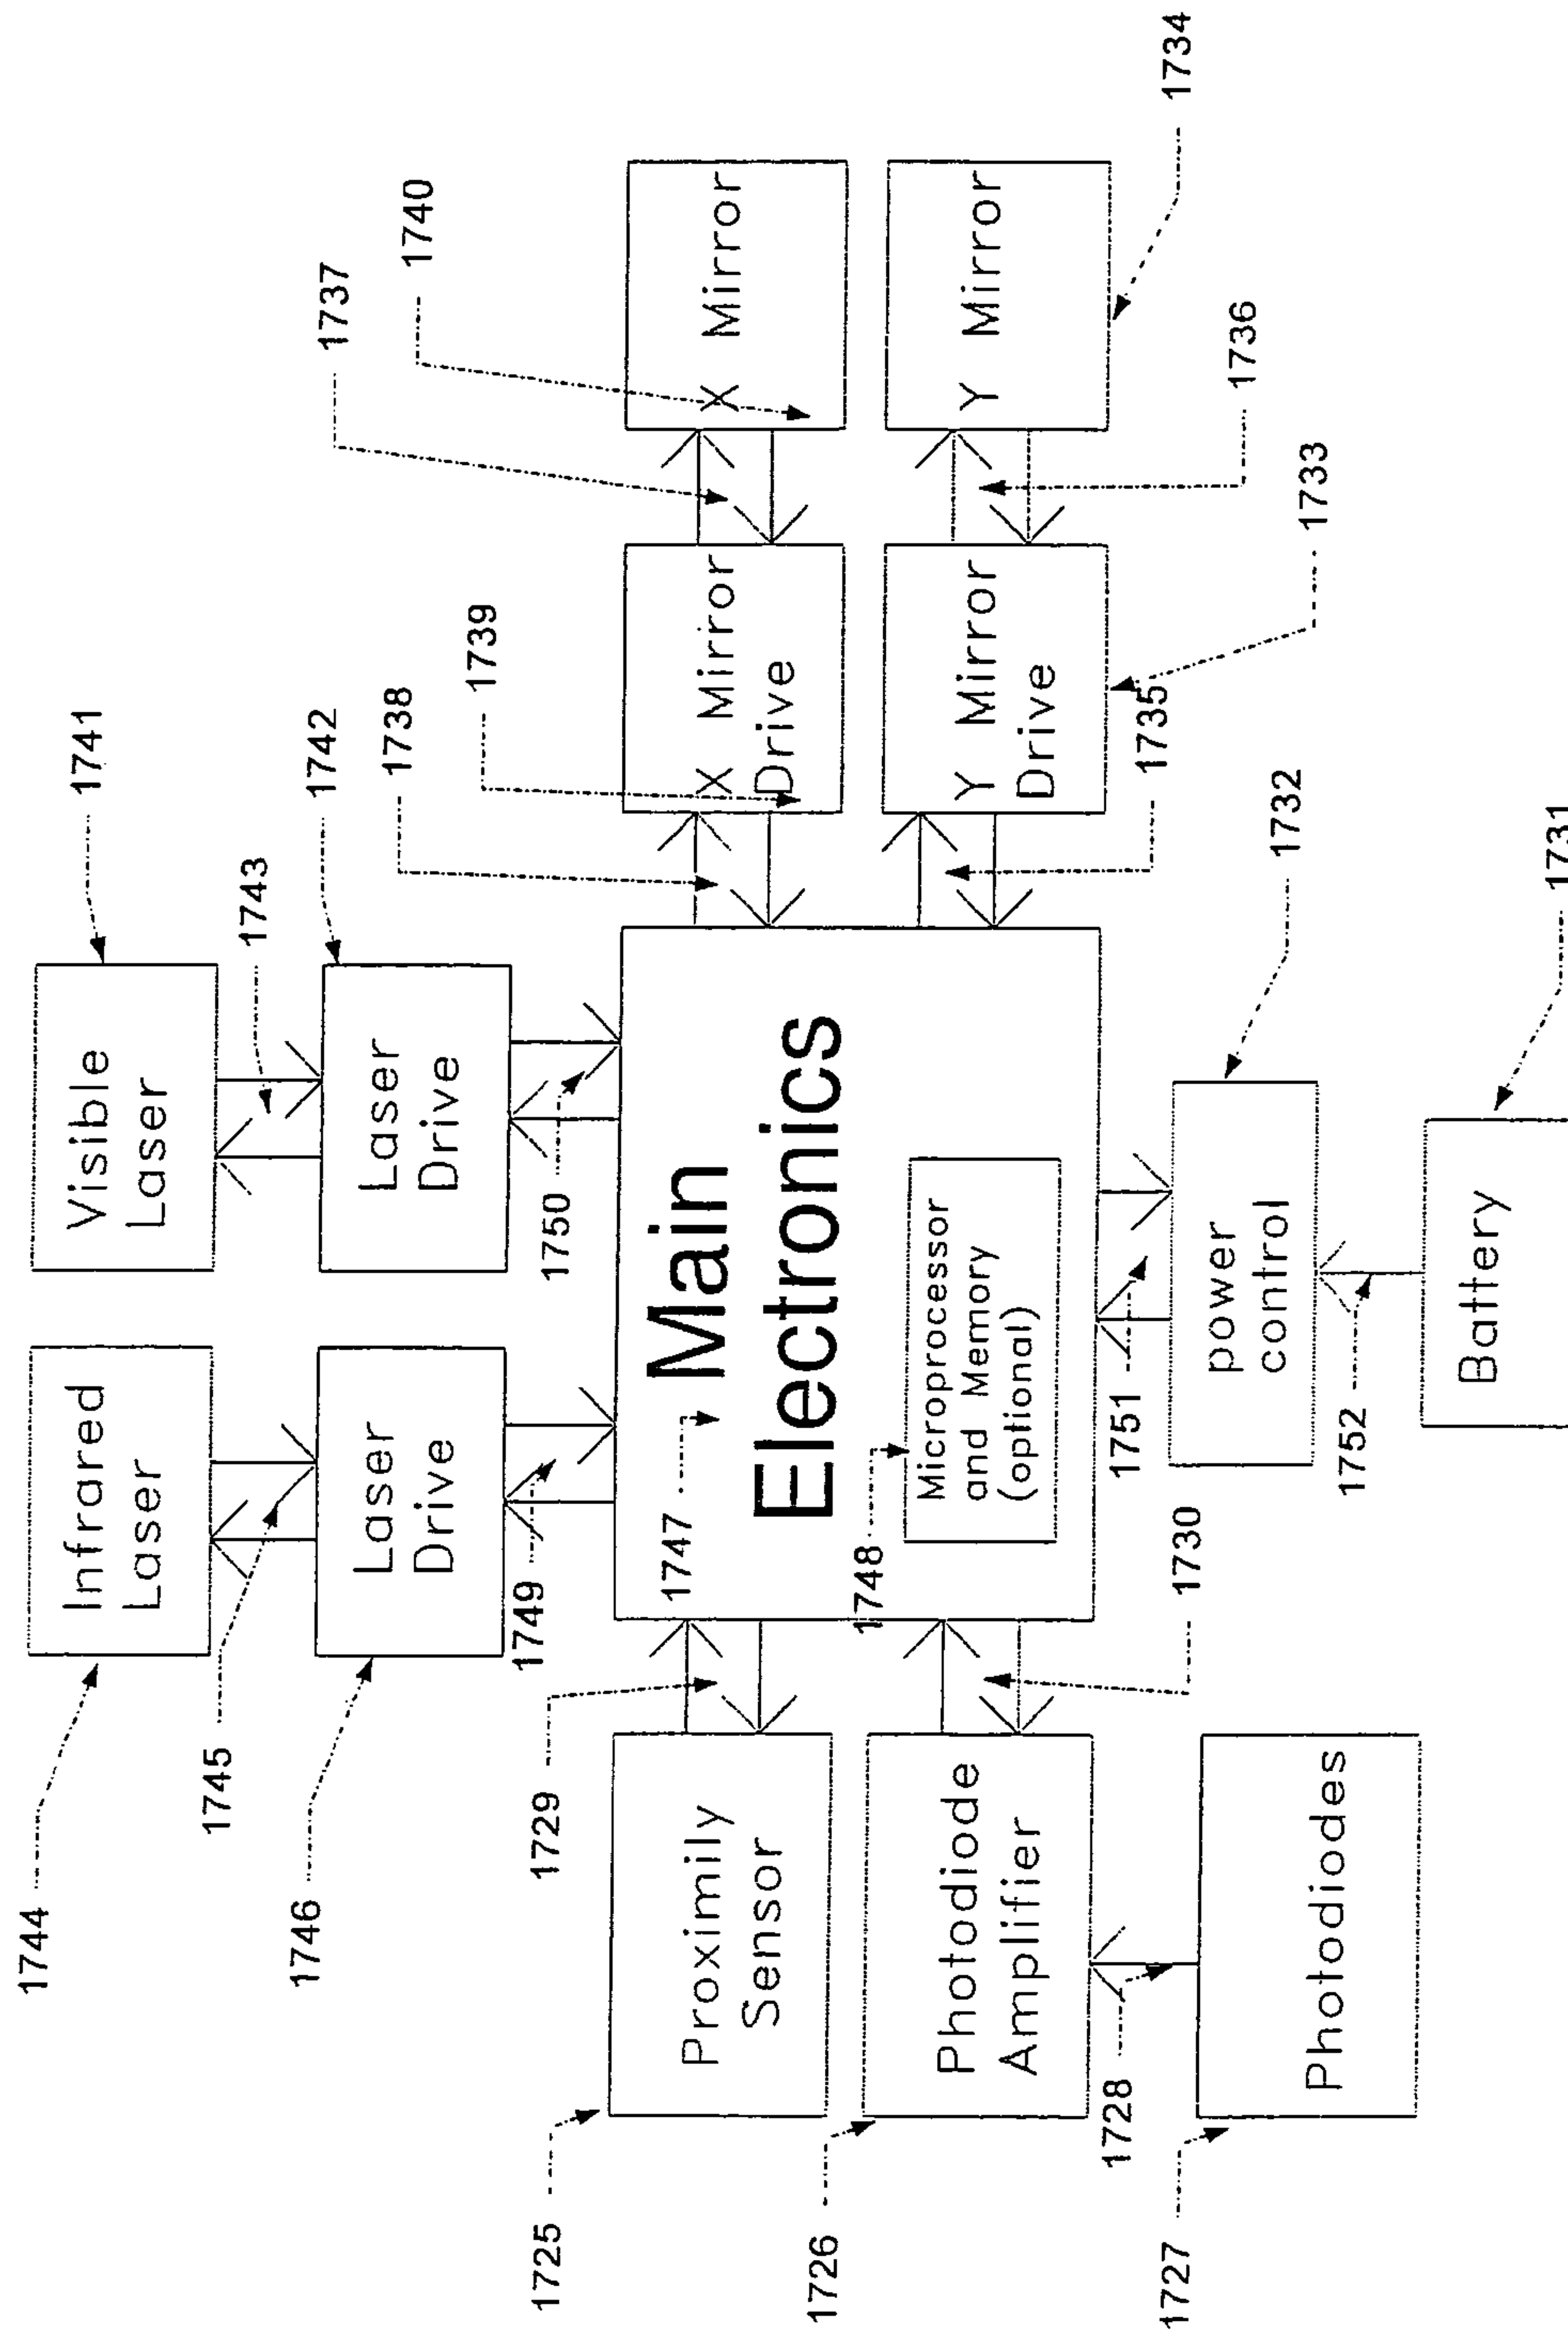 1744
1745
1746
Infrared
Laser
Laser
Drive
1749
1741
1743
1742
Visible
Laser
Laser
Drive
1750
1725
1729
Proximily
Sensor
1726
Photodiode
Amplifier
1730
1728
1727
Photodiodes
1747
Main
Electronics
1748
Microprocessor
and Memory
(optional)
1738
1739
X Mirror
Drive
1737
1740
X Mirror
1735
Y Mirror
Drive
1733
1736
Y Mirror
1734
1751
power
control
1732
1752
Battery
1731